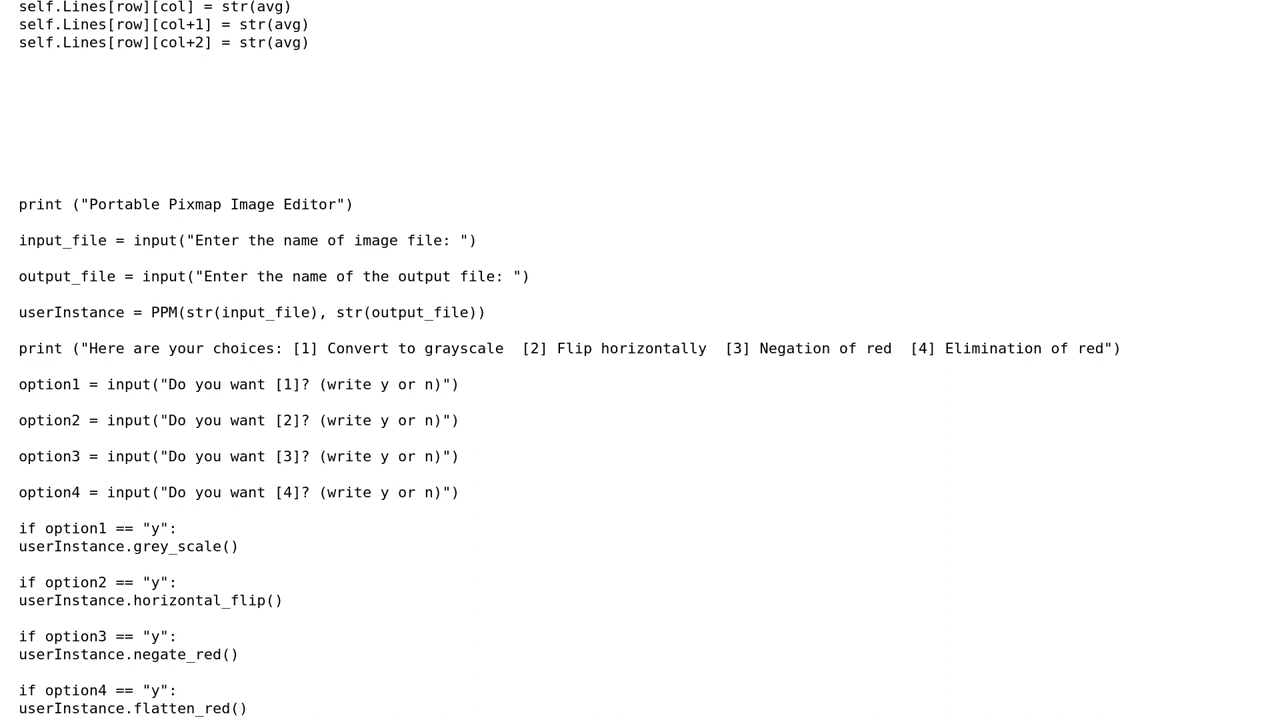 self.Lines[row][col] = str(avg)
self.Lines[row][col+1] = str(avg)
self.Lines[row][col+2] = str(avg)
print ("Portable Pixmap Image Editor")
input_file = input("Enter the name of image file: ")
output_file = input("Enter the name of the output file: ")
userInstance = PPM(str(input_file), str(output_file))
print ("Here are your choices: [1] Convert to grayscale  [2] Flip horizontally  [3] Negation of red  [4] Elimination of red")
option1 = input("Do you want [1]? (write y or n)")
option2 = input("Do you want [2]? (write y or n)")
option3 = input("Do you want [3]? (write y or n)")
option4 = input("Do you want [4]? (write y or n)")
if option1 == "y":
userInstance.grey_scale()
if option2 == "y":
userInstance.horizontal_flip()
if option3 == "y":
userInstance.negate_red()
if option4 == "y":
userInstance.flatten_red()